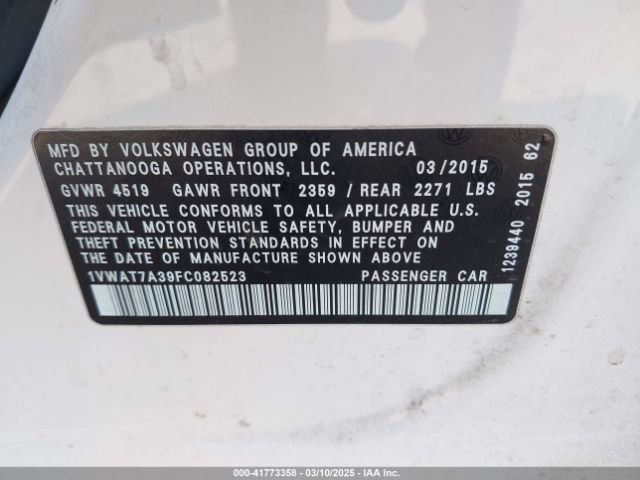 MFD BY VOLKSWAGEN GROUP OF AMERICA
CHATTANOOGA OPERATIONS, LLC. 03/2015
GVWR 4519 GAWR FRONT 2359 / REAR 2271 LBS
THIS VEHICLE CONFORMS TO ALL APPLICABLE U.S.
FEDERAL MOTOR VEHICLE SAFETY, BUMPER AND
THEFT PREVENTION STANDARDS IN EFFECT ON
THE DATE OF MANUFACTURE SHOWN ABOVE
1VWAT7A39FC082523 PASSENGER CAR
1239440 2015 62
000-41773358 - 03/10/2025 - IAAI COPYRIGHT